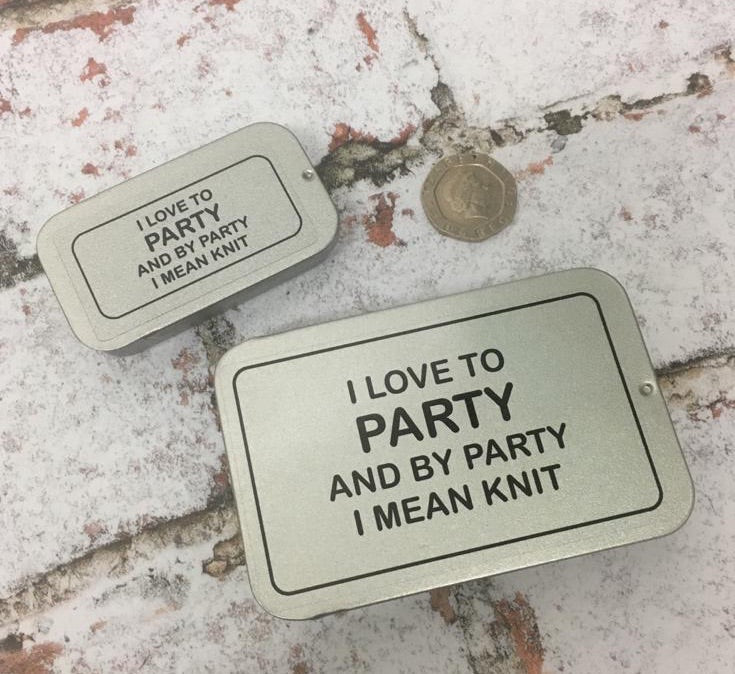 I LOVE TO
PARTY
AND BY PARTY
I MEAN KNIT
I LOVE TO
PARTY
AND BY PARTY
I MEAN KNIT